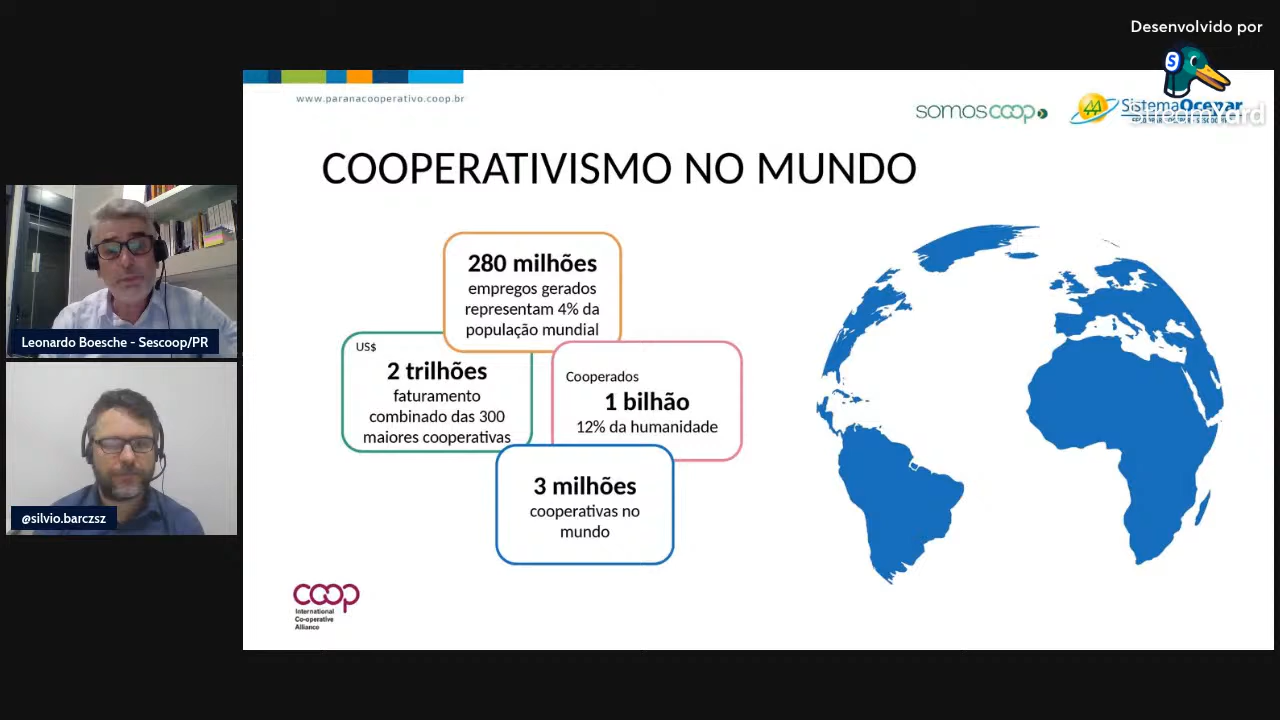 Desenvolvido por
StreamYard
www.paranacooperativo.coop.br
somoscoop
SistemaOcepar
COOPERATIVISMO NO MUNDO
280 milhões
empregos gerados
representam 4% da
população mundial
US$
2 trilhões
faturamento
combinado das 300
maiores cooperativas
Cooperados
1 bilhão
12% da humanidade
3 milhões
cooperativas no
mundo
Leonardo Boesche - Sescoop/PR
@silvio.barczsz
coop
International
Co-operative
Alliance